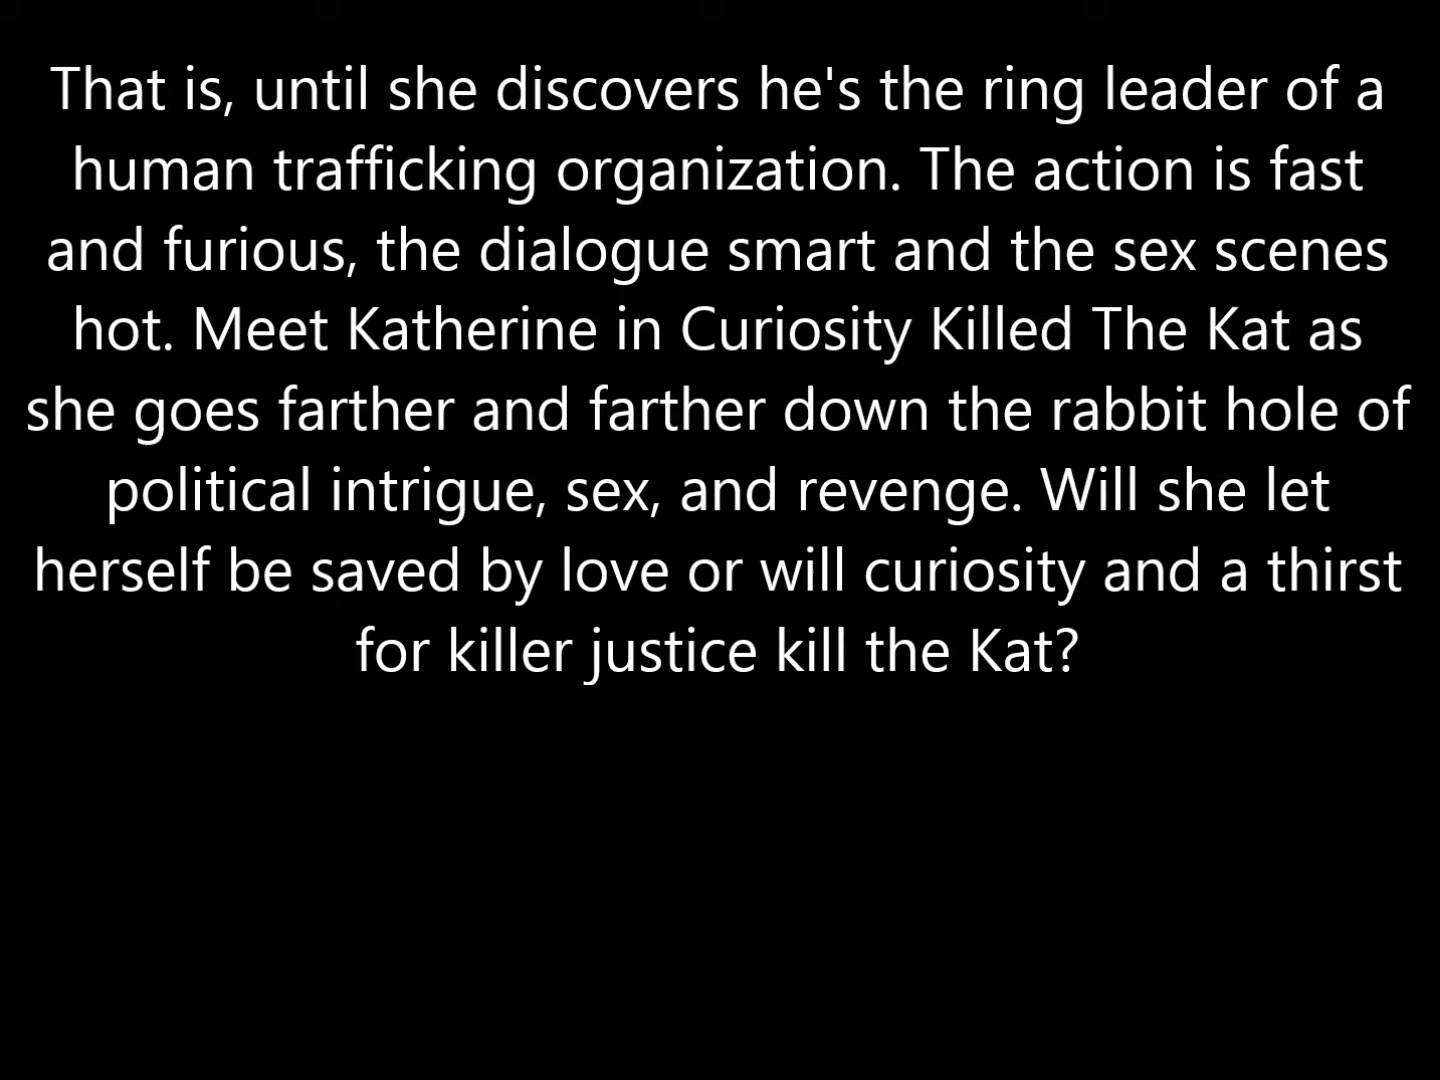 That is, until she discovers he's the ring leader of a
human trafficking organization. The action is fast
and furious, the dialogue smart and the sex scenes
hot. Meet Katherine in Curiosity Killed The Kat as
she goes farther and farther down the rabbit hole of
political intrigue, sex, and revenge. Will she let
herself be saved by love or will curiosity and a thirst
for killer justice kill the Kat?